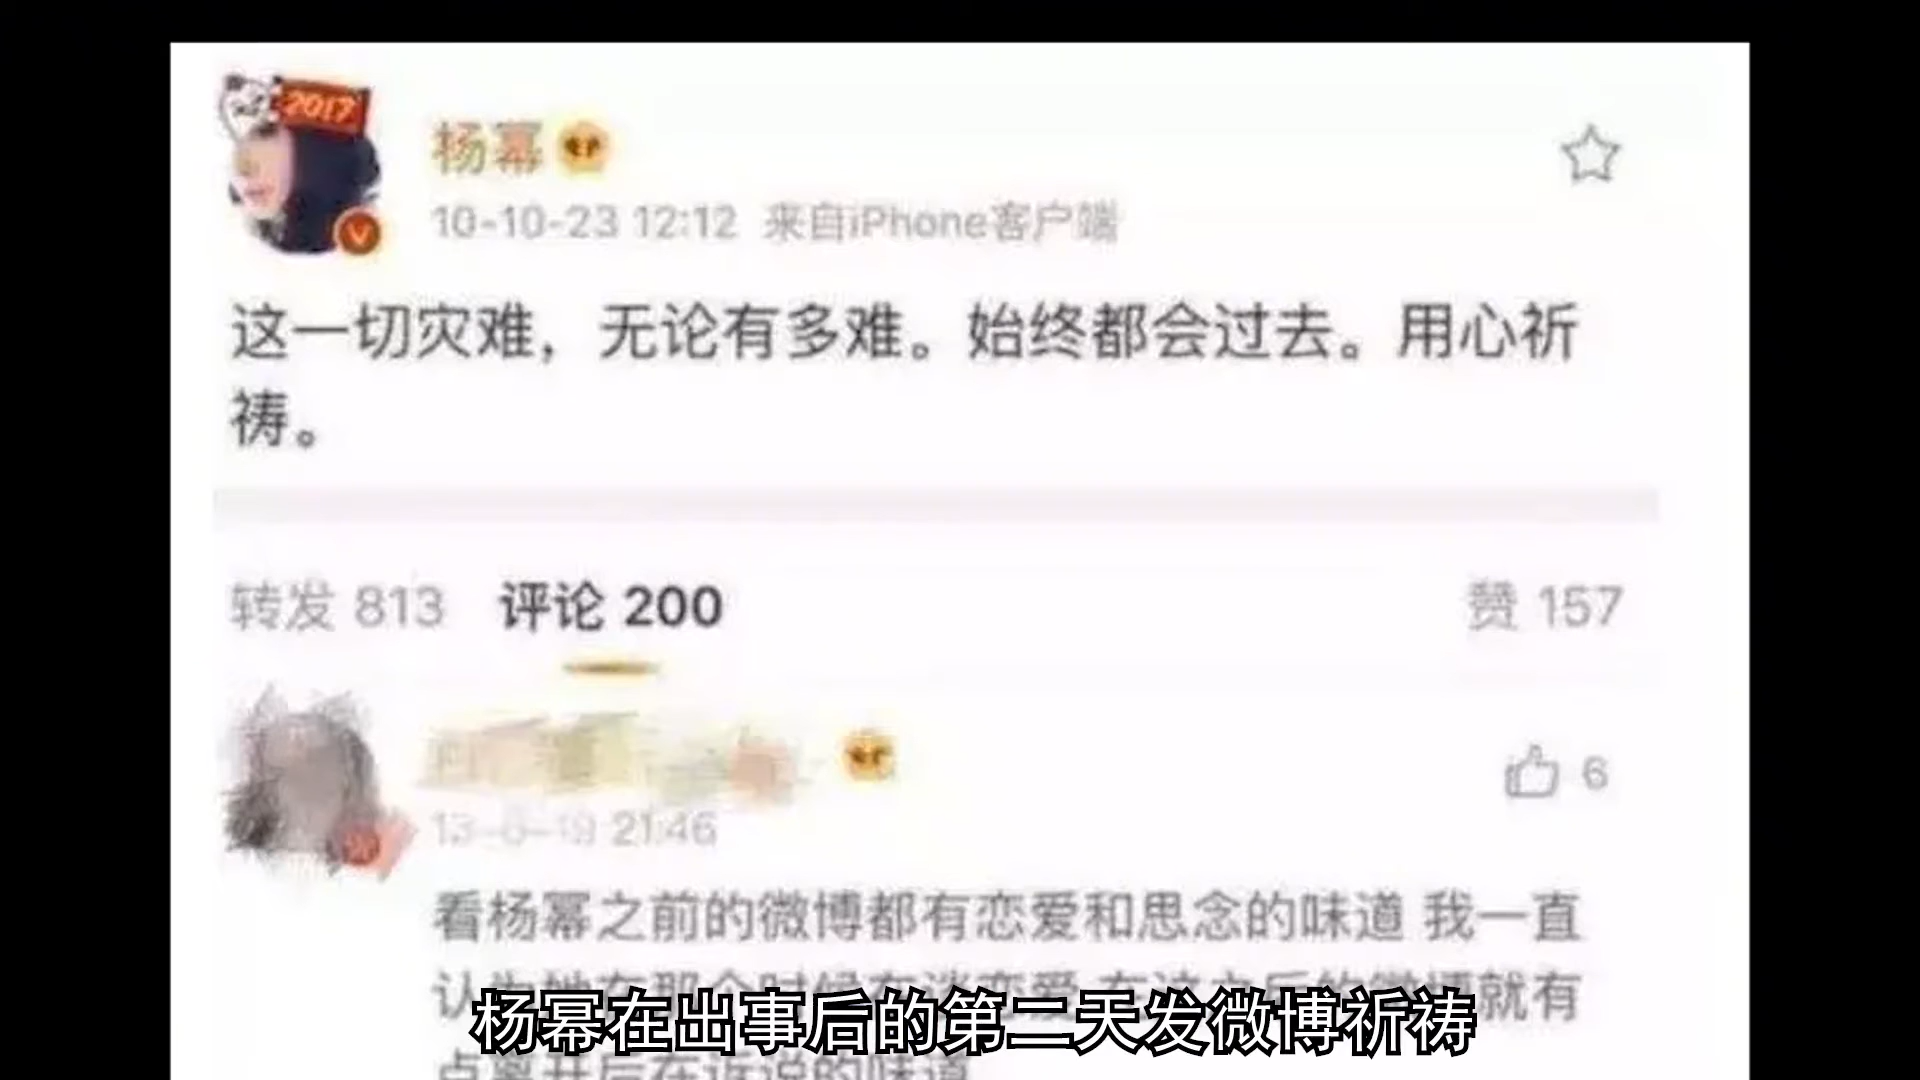 2017
杨幂
10-10-23 12:12 来自iPhone客户端
这一切灾难，无论有多难。始终都会过去。用心祈
祷。
转发 813 评论 200 赞 157
6
21:46
看杨幂之前的微博都有恋爱和思念的味道 我一直
就有
杨幂在出事后的第二天发微博祈祷